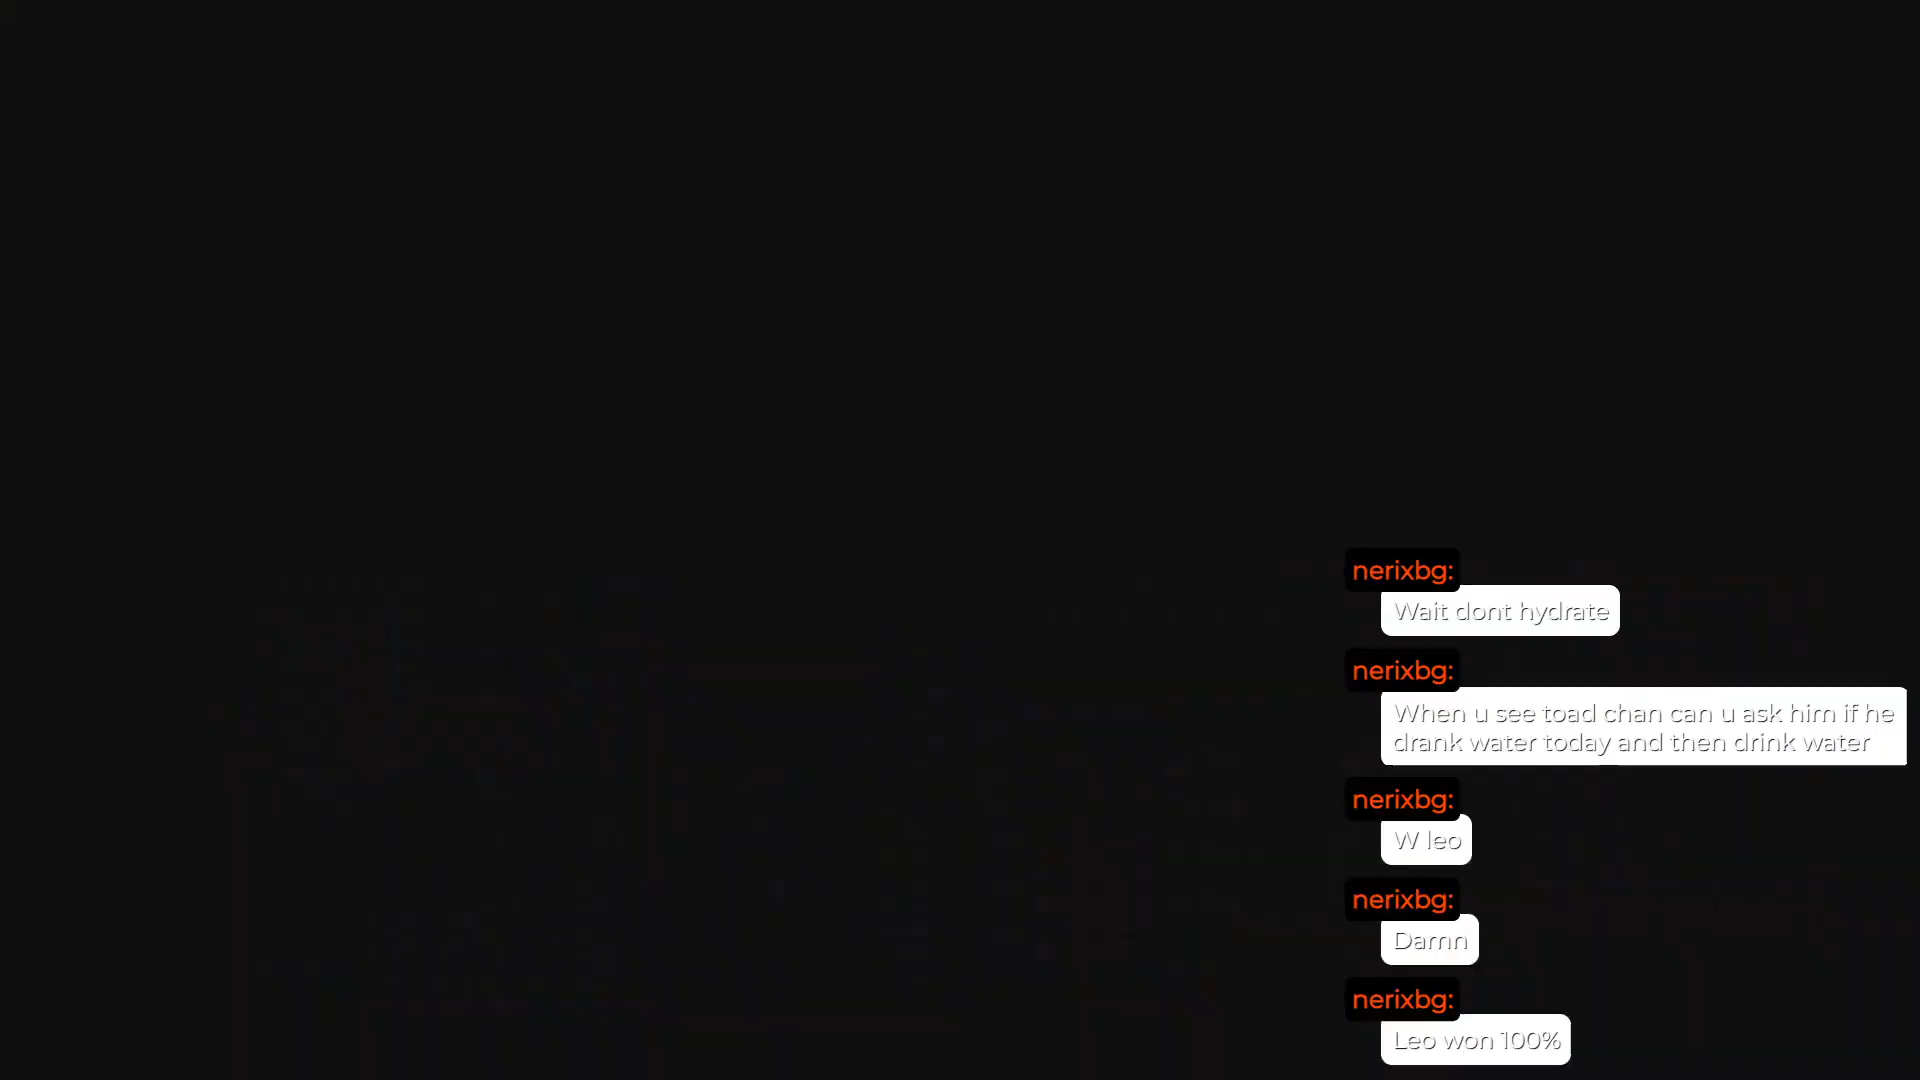 nerixbg:
Wait dont hydrate
nerixbg:
When u see toad chan can u ask him if he
drank water today and then drink water
nerixbg:
W leo
nerixbg:
Damn
nerixbg:
Leo won 100%